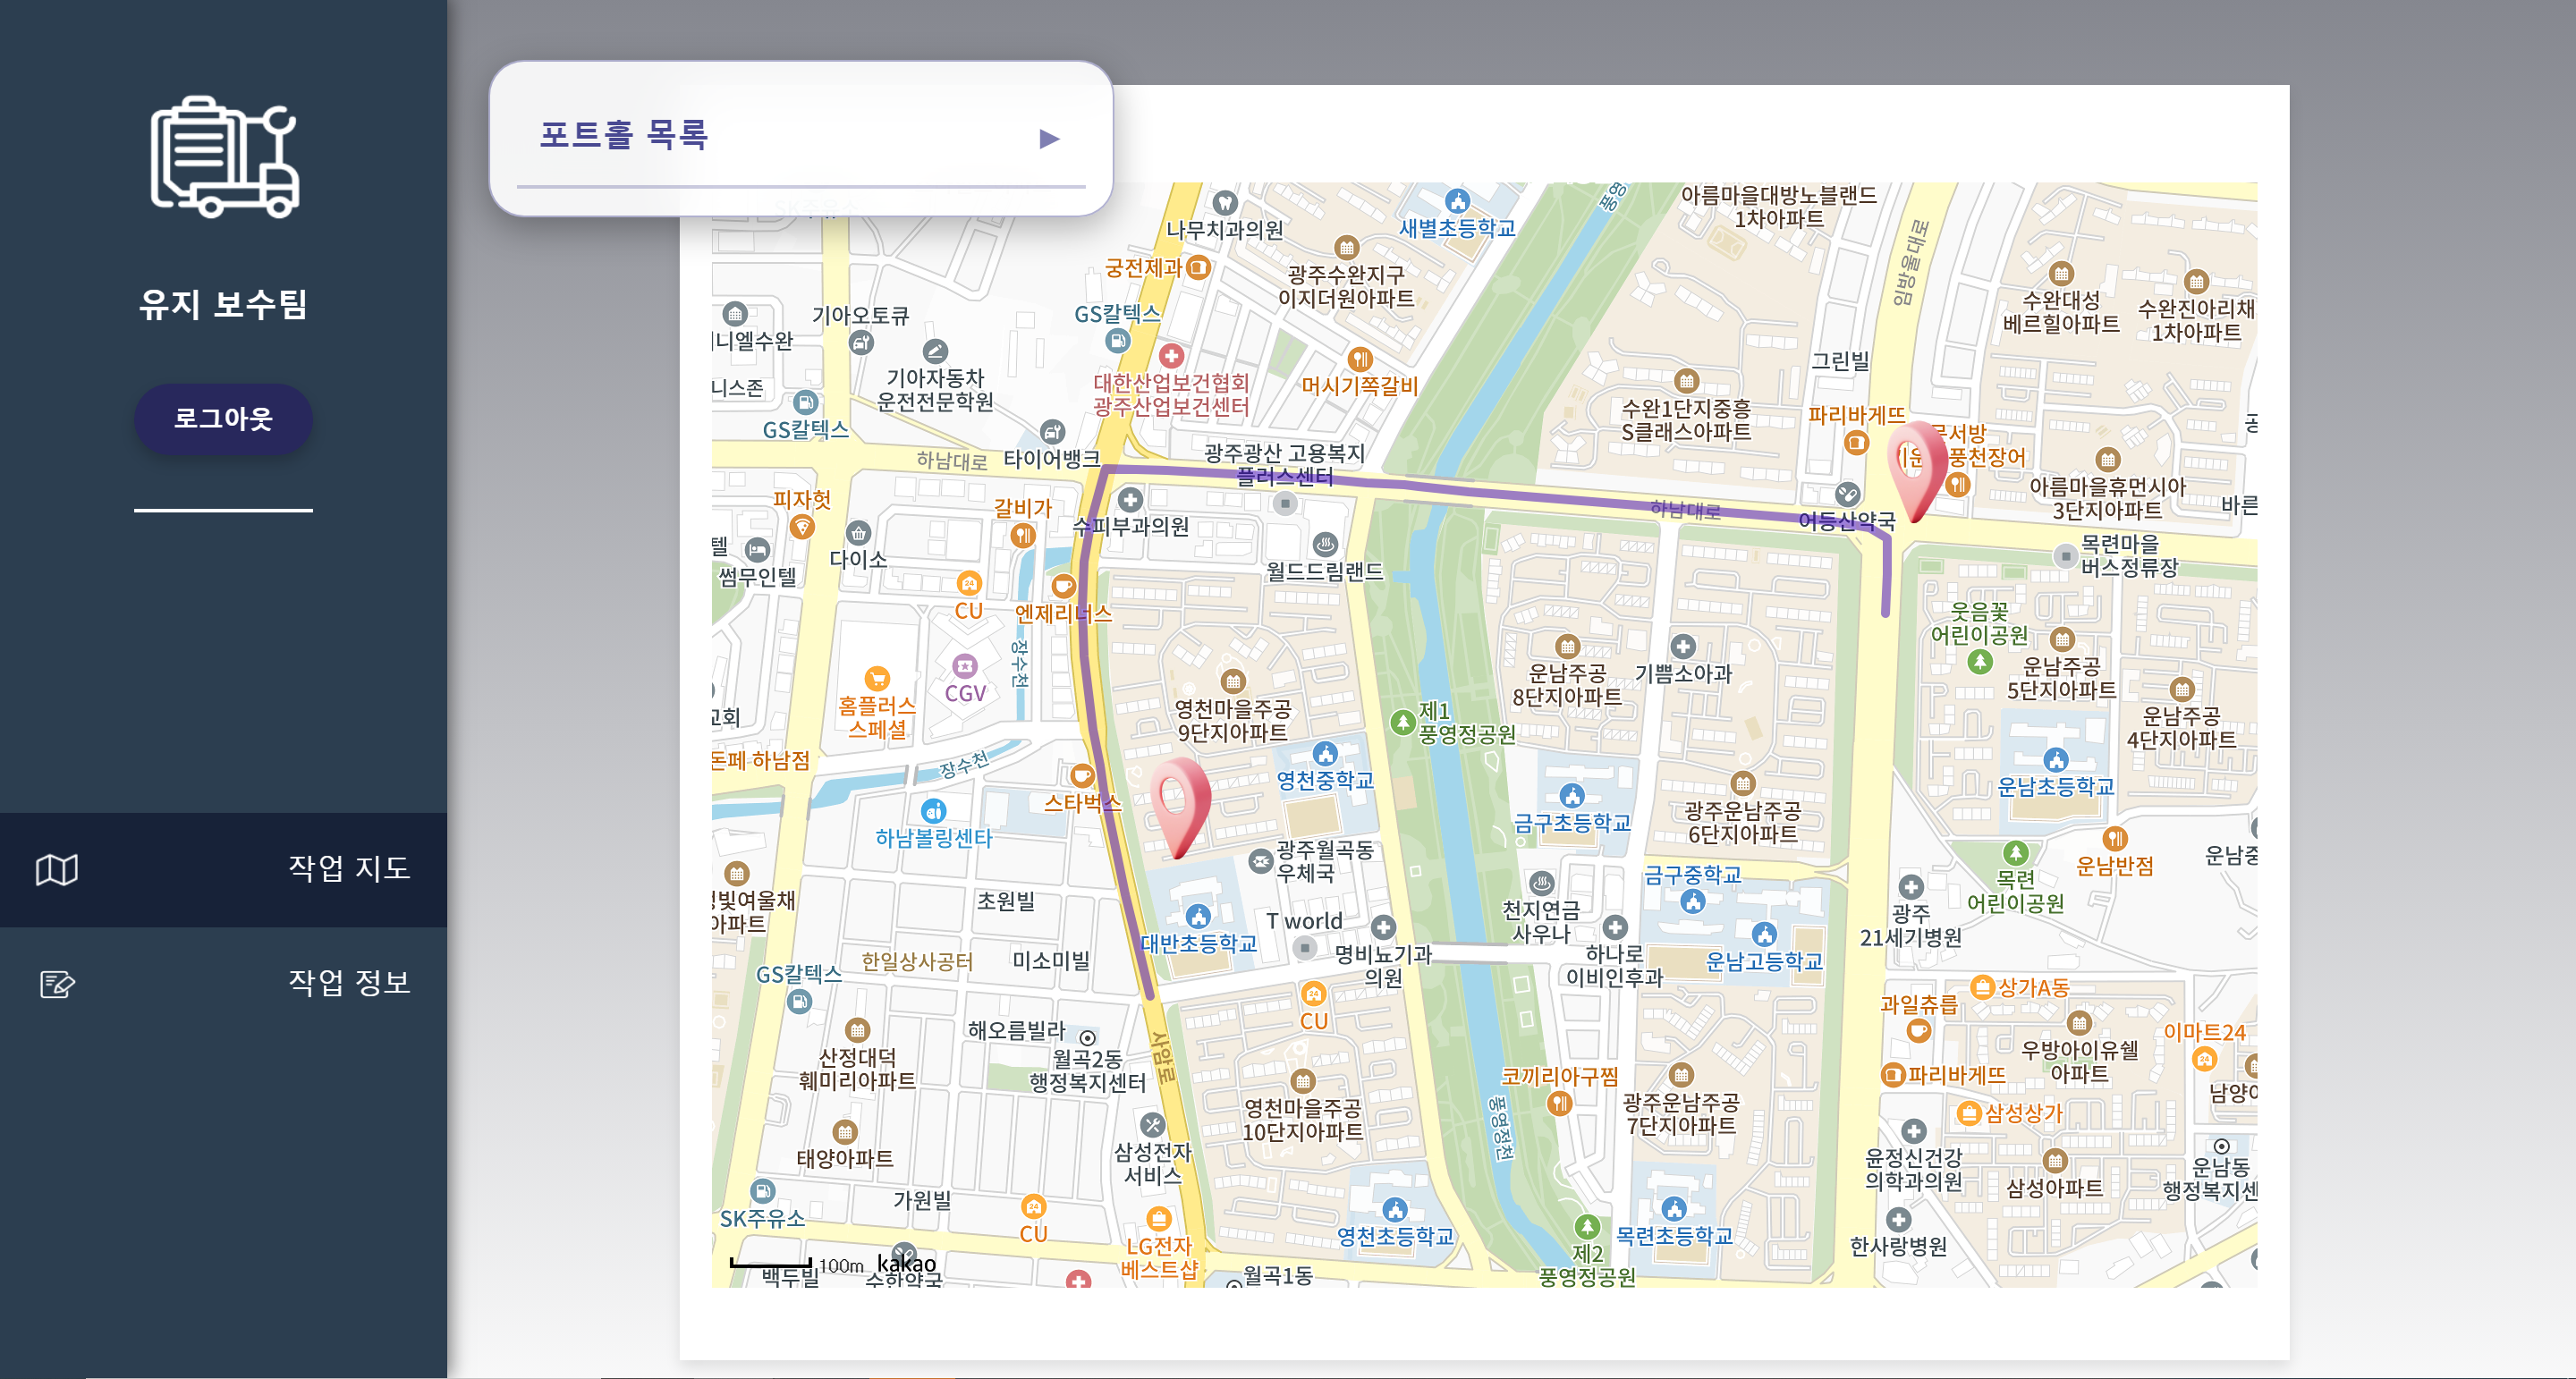 유지 보수팀
로그아웃
작업 지도
작업 정보
포트홀 목록
SK주유소
나무치과의원
새별초등학교
풍영
아름마을대방노블랜드
1차아파트
임방울대로
궁전제과
광주수완지구
이지더원아파트
수완대성
베르힐아파트
수완진아리채
1차아파트
기아오토큐
GS칼텍스
니엘수완
니스존
기아자동차
운전전문학원
대한산업보건협회
광주산업보건센터
머시기쪽갈비
그린빌
GS칼텍스
수완1단지중흥
S클래스아파트
파리바게뜨
풍천장어
하남대로
타이어뱅크
광주광산 고용복지
플러스센터
아름마을휴먼시아
3단지아파트
바른
피자헛
갈비가
수피부과의원
하남대로
어등산약국
텔
썸무인텔
다이소
월드드림랜드
목련마을
버스정류장
CU
엔제리너스
웃음꽃
어린이공원
장수천
CGV
홈플러스
스페셜
영천마을주공
9단지아파트
제1
풍영정공원
운남주공
8단지아파트
기쁨소아과
운남주공
5단지아파트
운남주공
4단지아파트
교회
돈페 하남점
장수천
스타벅스
영천중학교
운남초등학교
하남볼링센타
금구초등학교
광주운남주공
6단지아파트
광주월곡동
우체국
운남반점
운남중
금구중학교
목련
어린이공원
빛여울채
아파트
초원빌
T world
천지연금
사우나
광주
21세기병원
대반초등학교
명비뇨기과
의원
하나로
이비인후과
운남고등학교
한일상사공터
미소미빌
GS칼텍스
상가A동
과일츄릅
CU
해오름빌라
이마트24
산정대덕
훼미리아파트
월곡2동
행정복지센터
사암로
우방아이유쉘
아파트
코끼리아구찜
파리바게뜨
남양아
영천마을주공
10단지아파트
광주운남주공
7단지아파트
삼성상가
풍영정천
태양아파트
삼성전자
서비스
윤정신건강
의학과의원
삼성아파트
운남동
행정복지센
가원빌
SK주유소
CU
LG전자
베스트샵
영천초등학교
목련초등학교
제2
풍영정공원
한사랑병원
100m
kakao
백두빌
수한약국
월곡1동